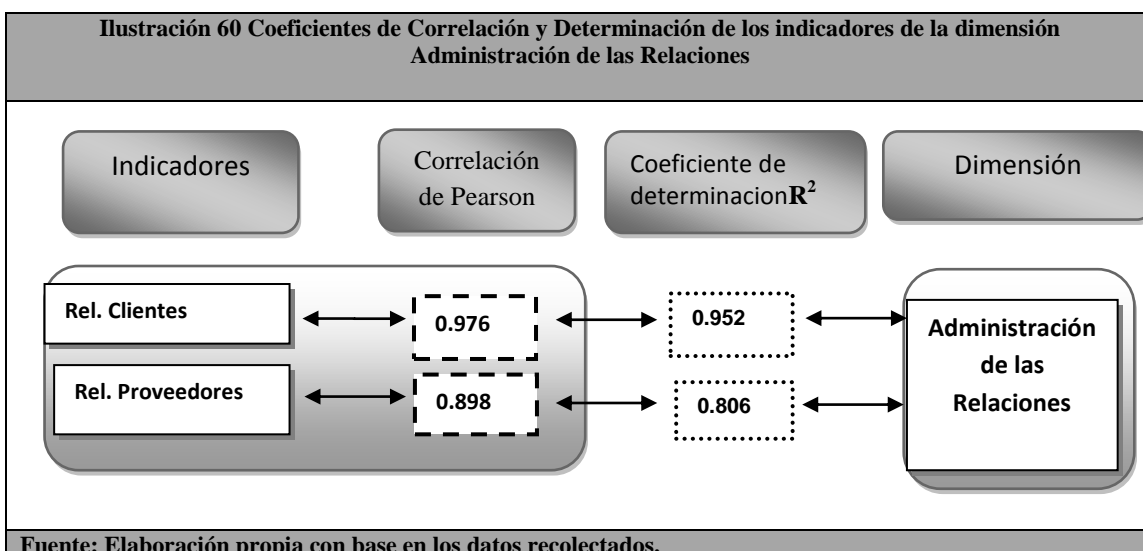 Ilustración 60 Coeficientes de Correlación y Determinación de los indicadores de la dimensión
Administración de las Relaciones
Indicadores
Correlación
de Pearson
Coeficiente de
determinacionR²
Dimensión
Rel. Clientes
0.976
0.952
Rel. Proveedores
0.898
0.806
Administración
de las
Relaciones
Fuente: Elaboración propia con base en los datos recolectados.